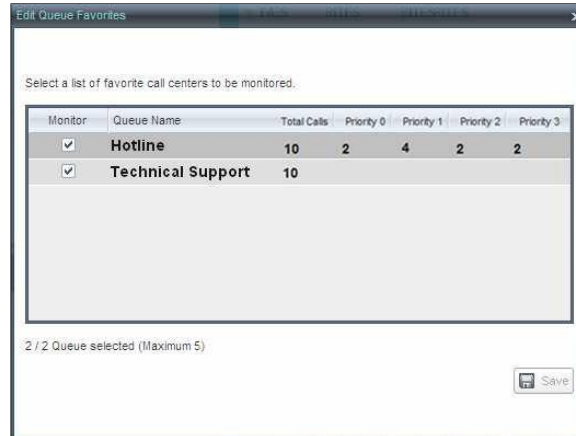 Edit Queue Favorites
Select a list of favorite call centers to be monitored.
Monitor Queue Name Total Calls Priority 0 Priority 1 Priority 2 Priority 3
Hotline 10 2 4 2 2
Technical Support 10
2 / 2 Queue selected (Maximum 5)
Save